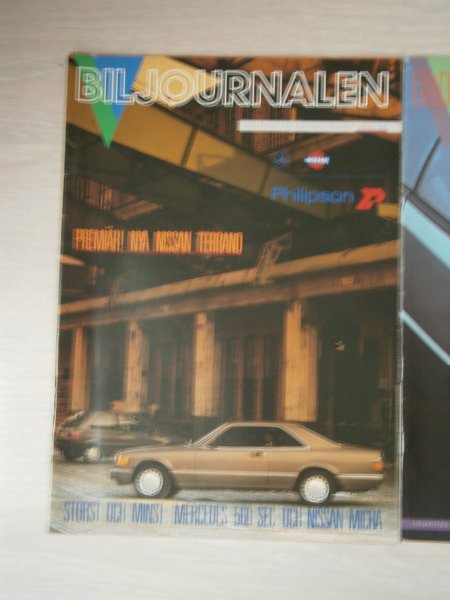 BILJOURNALEN
NISSAN
Philipson
PREMIÄR! NYA NISSAN TERRANO
STÖRST OCH MINST: MERCEDES 560 SEC OCH NISSAN MICRA